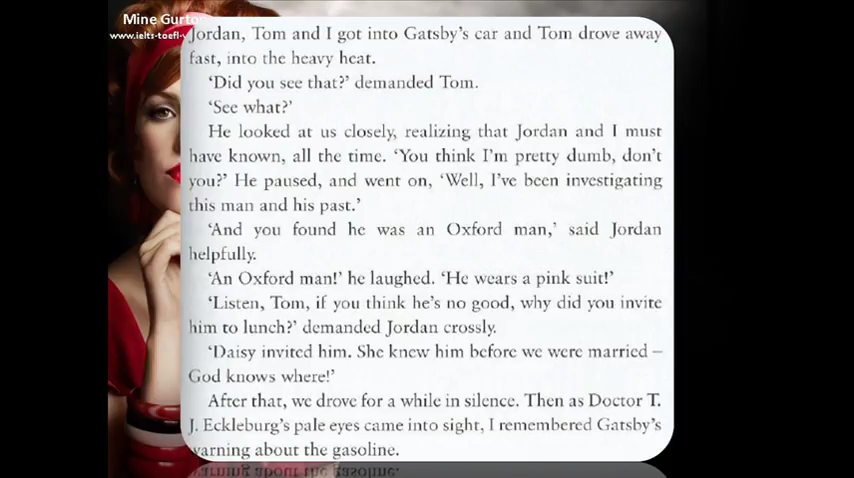 Mine Gurto
www.ielts-toefl-y
Jordan, Tom and I got into Gatsby's car and Tom drove away
fast, into the heavy heat.
'Did you see that?' demanded Tom.
'See what?'
He looked at us closely, realizing that Jordan and I must
have known, all the time. 'You think I'm pretty dumb, don't
you?' He paused, and went on, 'Well, I've been investigating
this man and his past.'
'And you found he was an Oxford man,' said Jordan
helpfully.
'An Oxford man!' he laughed. 'He wears a pink suit!'
'Listen, Tom, if you think he's no good, why did you invite
him to lunch?' demanded Jordan crossly.
'Daisy invited him. She knew him before we were married –
God knows where!'
After that, we drove for a while in silence. Then as Doctor T.
J. Eckleburg's pale eyes came into sight, I remembered Gatsby's
warning about the gasoline.